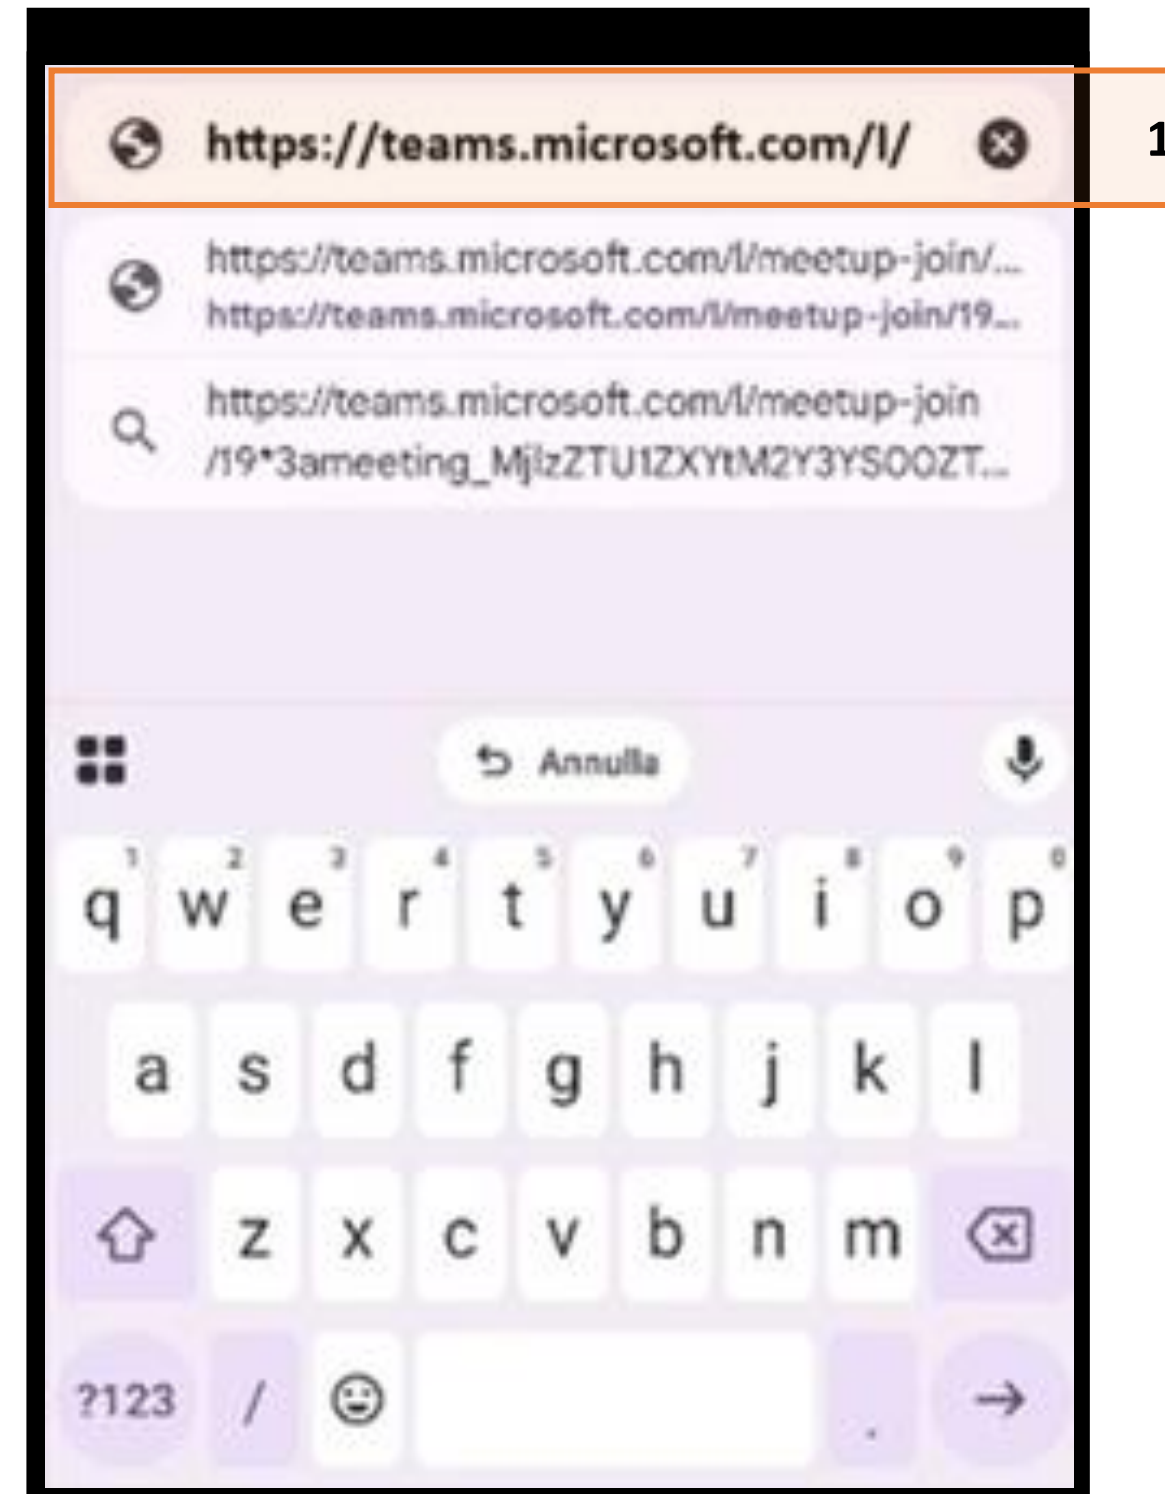 https://teams.microsoft.com/l/
1
https://teams.microsoft.com/l/meetup-join/...
https://teams.microsoft.com/l/meetup-join/19...
https://teams.microsoft.com/l/meetup-join
/19*3ameeting_MjlzZTU1ZXYtM2Y3YS00ZT...
Annulla
1 2 3 4 5 6 7 8 9 0
q w e r t y u i o p
a s d f g h j k l
z x c v b n m
?123 / .